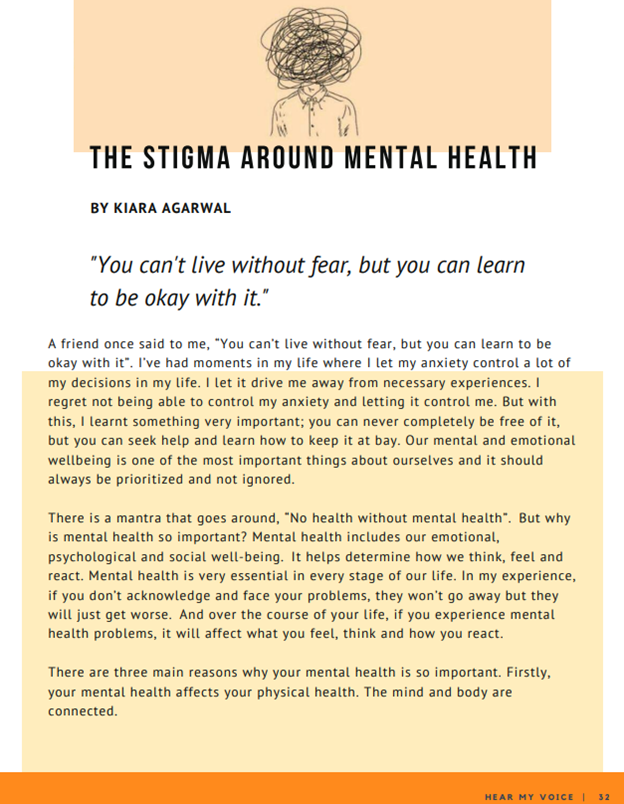 THE STIGMA AROUND MENTAL HEALTH
BY KIARA AGARWAL
"You can't live without fear, but you can learn
to be okay with it."
A friend once said to me, “You can’t live without fear, but you can learn to be
okay with it”. I’ve had moments in my life where I let my anxiety control a lot of
my decisions in my life. I let it drive me away from necessary experiences. I
regret not being able to control my anxiety and letting it control me. But with
this, I learnt something very important; you can never completely be free of it,
but you can seek help and learn how to keep it at bay. Our mental and emotional
wellbeing is one of the most important things about ourselves and it should
always be prioritized and not ignored.
There is a mantra that goes around, “No health without mental health”.  But why
is mental health so important? Mental health includes our emotional,
psychological and social well-being.  It helps determine how we think, feel and
react. Mental health is very essential in every stage of our life. In my experience,
if you don’t acknowledge and face your problems, they won’t go away but they
will just get worse.  And over the course of your life, if you experience mental
health problems, it will affect what you feel, think and how you react.
There are three main reasons why your mental health is so important. Firstly,
your mental health affects your physical health. The mind and body are
connected.
HEAR MY VOICE | 32